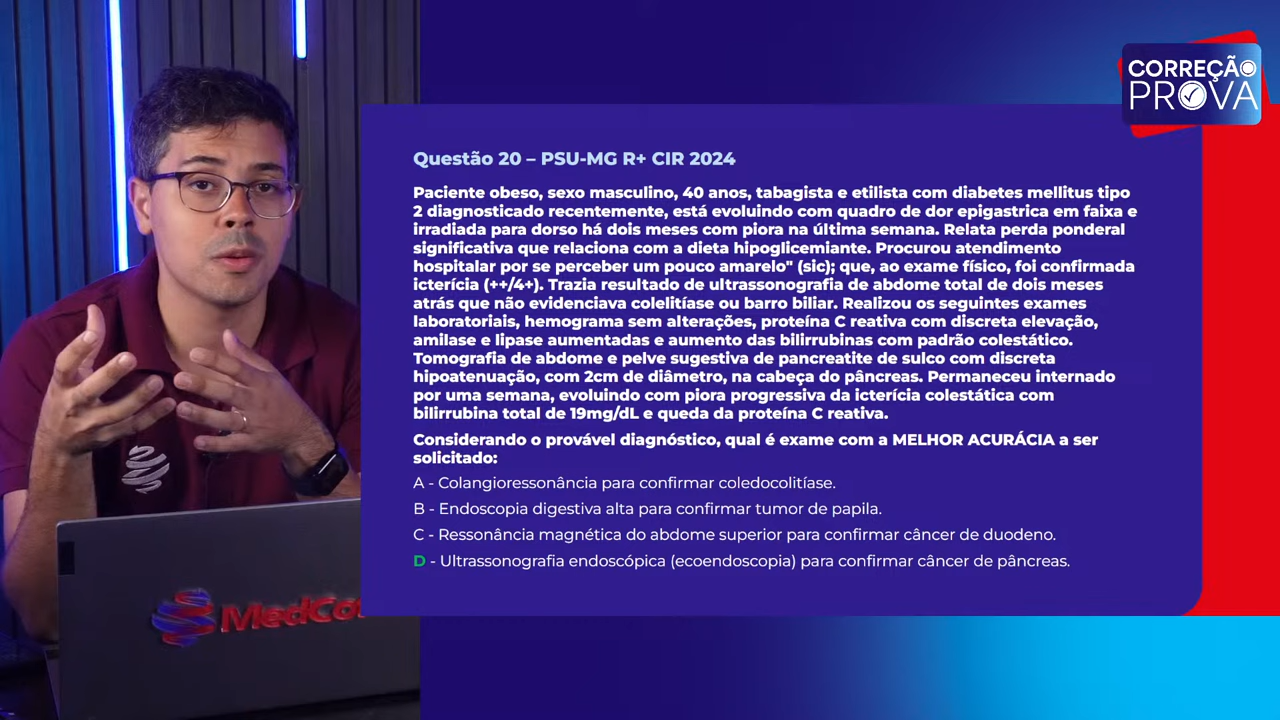 CORREÇÃO
PROVA
Questão 20 – PSU-MG R+ CIR 2024
Paciente obeso, sexo masculino, 40 anos, tabagista e etilista com diabetes mellitus tipo
2 diagnosticado recentemente, está evoluindo com quadro de dor epigastrica em faixa e
irradiada para dorso há dois meses com piora na última semana. Relata perda ponderal
significativa que relaciona com a dieta hipoglicemiante. Procurou atendimento
hospitalar por se perceber um pouco amarelo" (sic); que, ao exame físico, foi confirmada
icterícia (++/4+). Trazia resultado de ultrassonografia de abdome total de dois meses
atrás que não evidenciava colelitíase ou barro biliar. Realizou os seguintes exames
laboratoriais, hemograma sem alterações, proteína C reativa com discreta elevação,
amilase e lipase aumentadas e aumento das bilirrubinas com padrão colestático.
Tomografia de abdome e pelve sugestiva de pancreatite de sulco com discreta
hipoatenuação, com 2cm de diâmetro, na cabeça do pâncreas. Permaneceu internado
por uma semana, evoluindo com piora progressiva da icterícia colestática com
bilirrubina total de 19mg/dL e queda da proteína C reativa.
Considerando o provável diagnóstico, qual é exame com a MELHOR ACURÁCIA a ser
solicitado:
A - Colangioressonância para confirmar coledocolitíase.
B - Endoscopia digestiva alta para confirmar tumor de papila.
C - Ressonância magnética do abdome superior para confirmar câncer de duodeno.
D - Ultrassonografia endoscópica (ecoendoscopia) para confirmar câncer de pâncreas.
MedCof